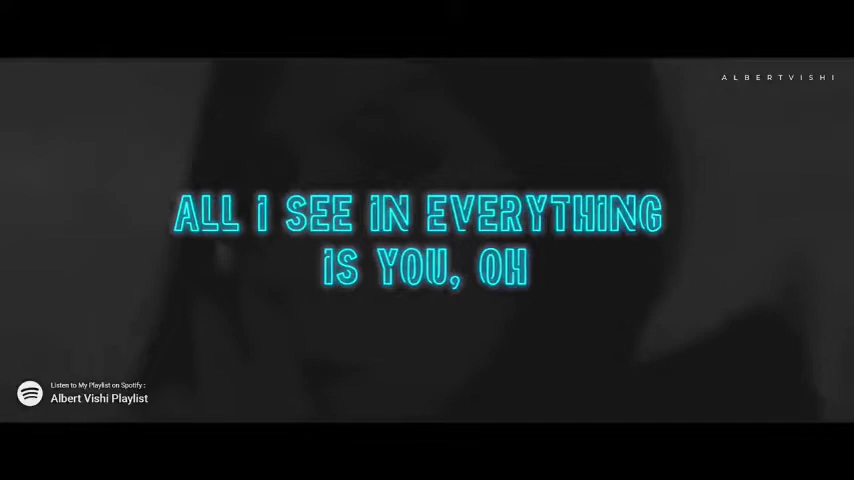 ALBERTVISHI
ALL I SEE IN EVERYTHING
IS YOU, OH
Listen to My Playlist on Spotify :
Albert Vishi Playlist